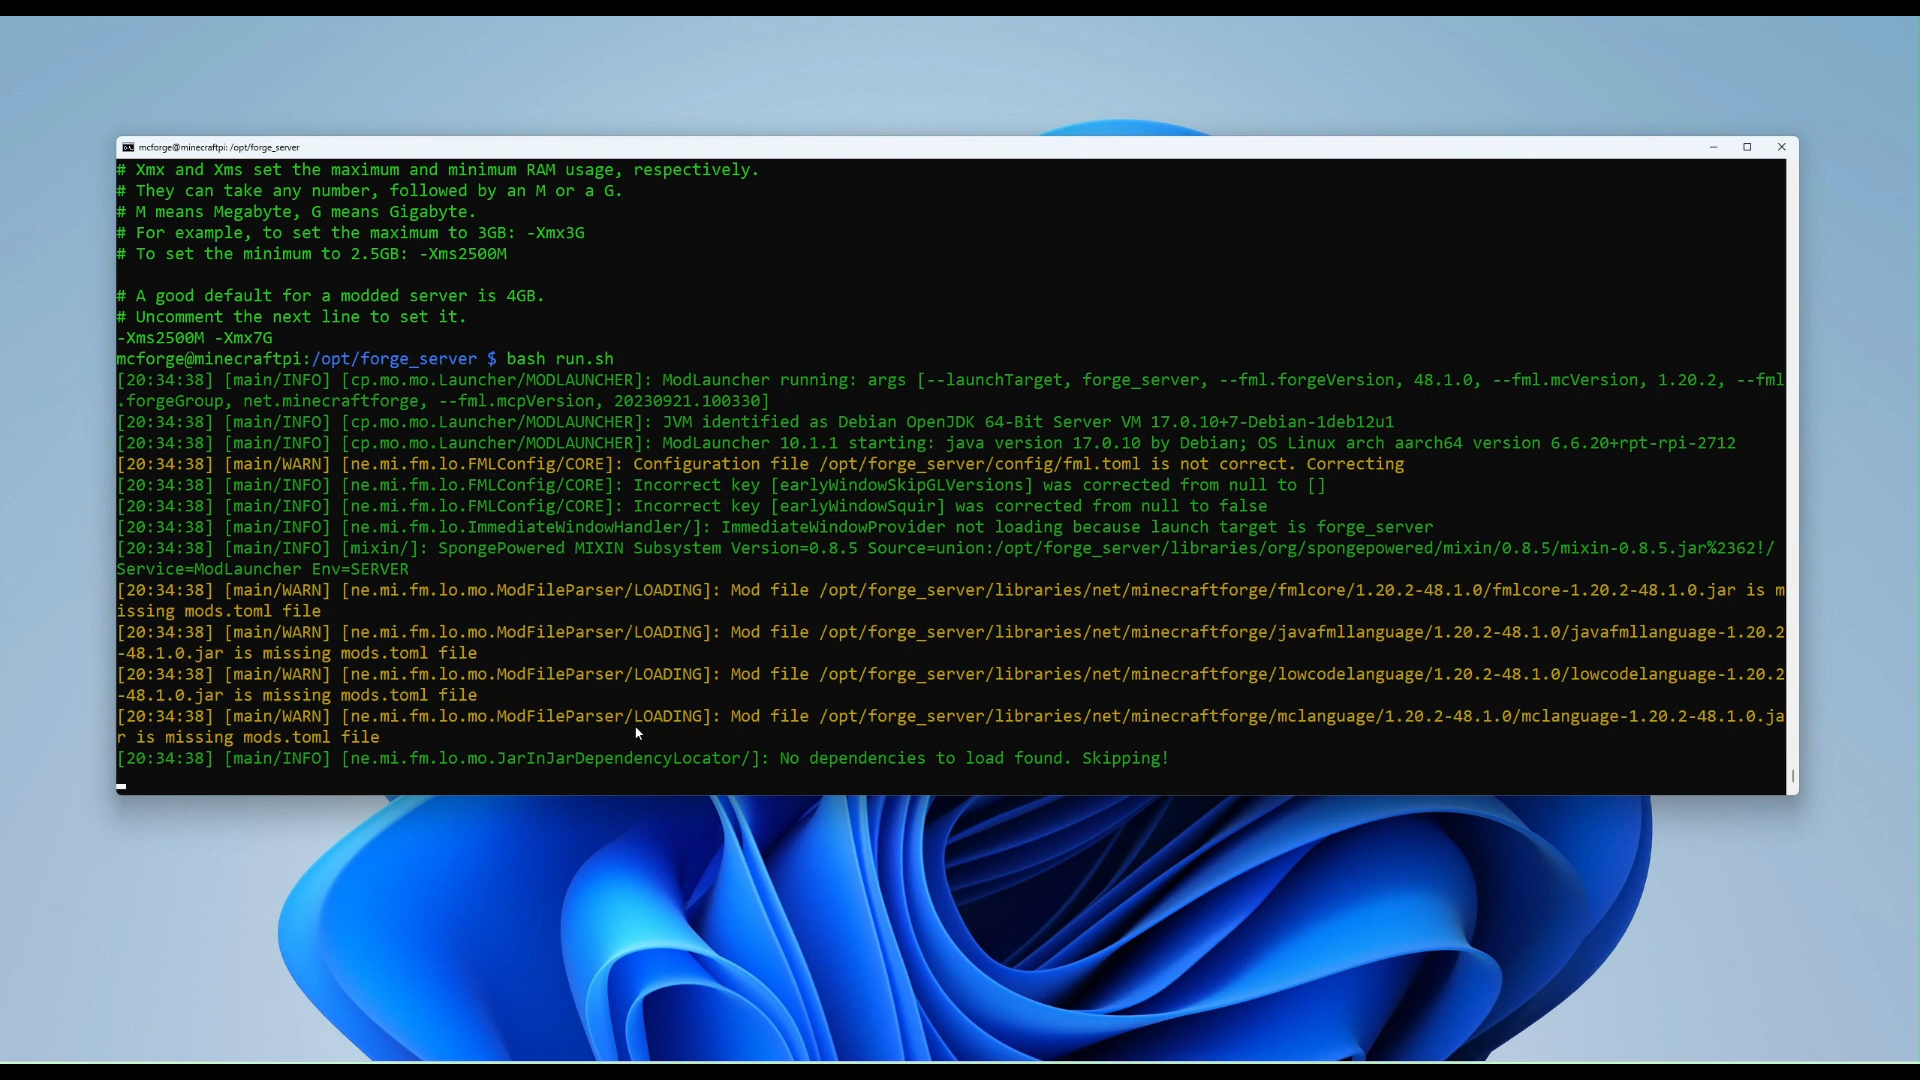 mcforge@minecraftpi: /opt/forge_server
# Xmx and Xms set the maximum and minimum RAM usage, respectively.
# They can take any number, followed by an M or a G.
# M means Megabyte, G means Gigabyte.
# For example, to set the maximum to 3GB: -Xmx3G
# To set the minimum to 2.5GB: -Xms2500M
# A good default for a modded server is 4GB.
# Uncomment the next line to set it.
-Xms2500M -Xmx7G
mcforge@minecraftpi:/opt/forge_server $ bash run.sh
[20:34:38] [main/INFO] [cp.mo.mo.Launcher/MODLAUNCHER]: ModLauncher running: args [--launchTarget, forge_server, --fml.forgeVersion, 48.1.0, --fml.mcVersion, 1.20.2, --fml
.forgeGroup, net.minecraftforge, --fml.mcpVersion, 20230921.100330]
[20:34:38] [main/INFO] [cp.mo.mo.Launcher/MODLAUNCHER]: JVM identified as Debian OpenJDK 64-Bit Server VM 17.0.10+7-Debian-1deb12u1
[20:34:38] [main/INFO] [cp.mo.mo.Launcher/MODLAUNCHER]: ModLauncher 10.1.1 starting: java version 17.0.10 by Debian; OS Linux arch aarch64 version 6.6.20+rpt-rpi-2712
[20:34:38] [main/WARN] [ne.mi.fm.lo.FMLConfig/CORE]: Configuration file /opt/forge_server/config/fml.toml is not correct. Correcting
[20:34:38] [main/INFO] [ne.mi.fm.lo.FMLConfig/CORE]: Incorrect key [earlyWindowSkipGLVersions] was corrected from null to []
[20:34:38] [main/INFO] [ne.mi.fm.lo.FMLConfig/CORE]: Incorrect key [earlyWindowSquir] was corrected from null to false
[20:34:38] [main/INFO] [ne.mi.fm.lo.ImmediateWindowHandler/]: ImmediateWindowProvider not loading because launch target is forge_server
[20:34:38] [main/INFO] [mixin/]: SpongePowered MIXIN Subsystem Version=0.8.5 Source=union:/opt/forge_server/libraries/org/spongepowered/mixin/0.8.5/mixin-0.8.5.jar%2362!/
Service=ModLauncher Env=SERVER
[20:34:38] [main/WARN] [ne.mi.fm.lo.mo.ModFileParser/LOADING]: Mod file /opt/forge_server/libraries/net/minecraftforge/fmlcore/1.20.2-48.1.0/fmlcore-1.20.2-48.1.0.jar is m
issing mods.toml file
[20:34:38] [main/WARN] [ne.mi.fm.lo.mo.ModFileParser/LOADING]: Mod file /opt/forge_server/libraries/net/minecraftforge/javafmllanguage/1.20.2-48.1.0/javafmllanguage-1.20.2
-48.1.0.jar is missing mods.toml file
[20:34:38] [main/WARN] [ne.mi.fm.lo.mo.ModFileParser/LOADING]: Mod file /opt/forge_server/libraries/net/minecraftforge/lowcodelanguage/1.20.2-48.1.0/lowcodelanguage-1.20.2
-48.1.0.jar is missing mods.toml file
[20:34:38] [main/WARN] [ne.mi.fm.lo.mo.ModFileParser/LOADING]: Mod file /opt/forge_server/libraries/net/minecraftforge/mclanguage/1.20.2-48.1.0/mclanguage-1.20.2-48.1.0.ja
r is missing mods.toml file
[20:34:38] [main/INFO] [ne.mi.fm.lo.mo.JarInJarDependencyLocator/]: No dependencies to load found. Skipping!